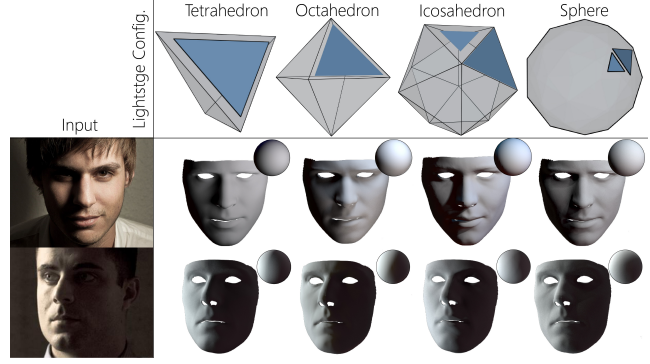 Tetrahedron Octahedron Icosahedron Sphere
Lightstge Config.
Input